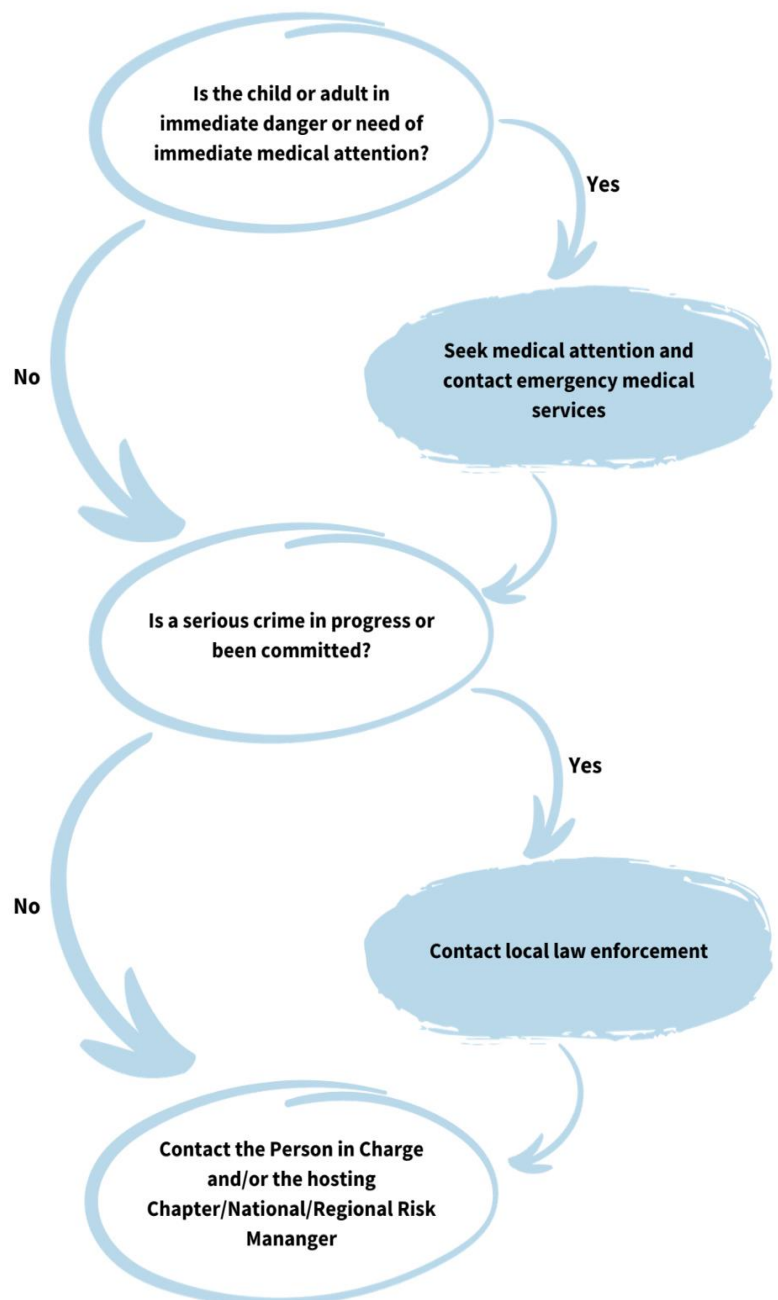 Is the child or adult in
immediate danger or need of
immediate medical attention?
Yes
Seek medical attention and
contact emergency medical
services
No
Is a serious crime in progress or
been committed?
Yes
No
Contact local law enforcement
Contact the Person in Charge
and/or the hosting
Chapter/National/Regional Risk
Mananger